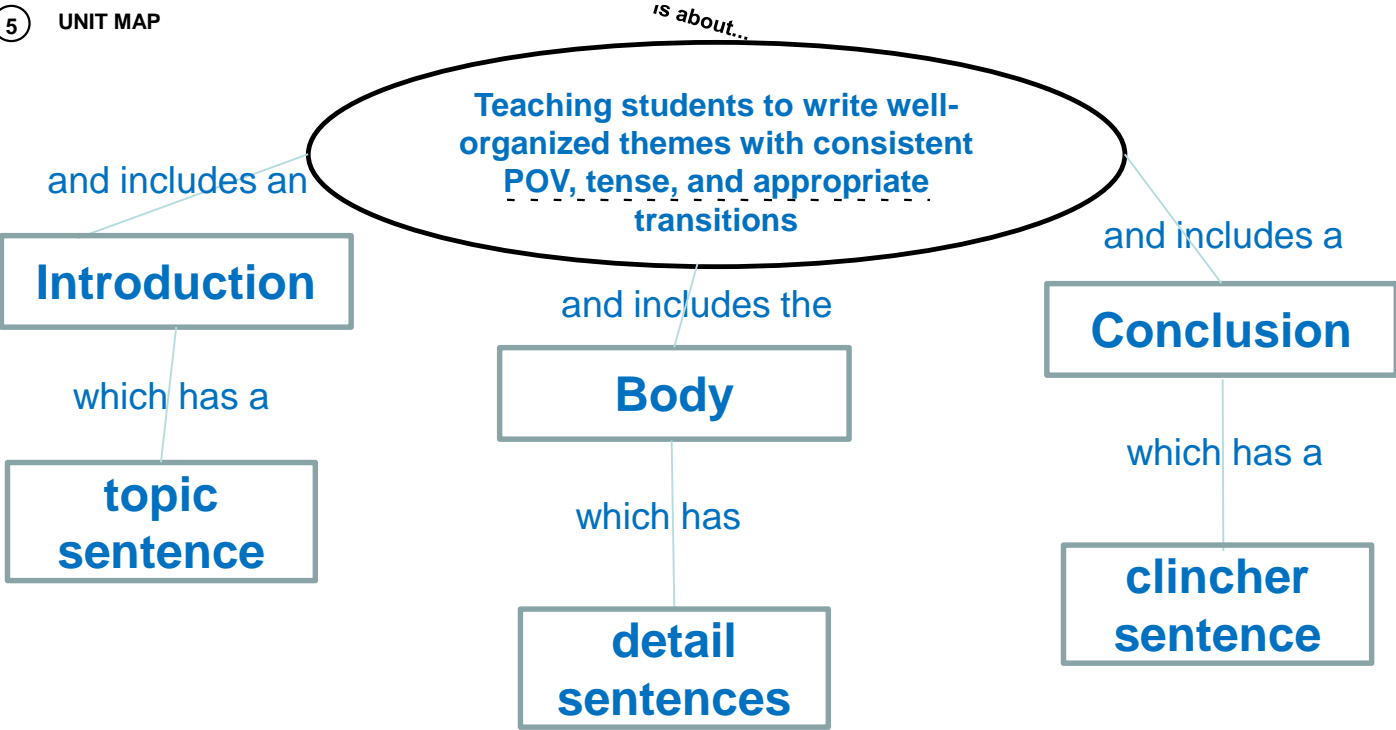 5 UNIT MAP
is about...
Teaching students to write well-
organized themes with consistent
POV, tense, and appropriate
transitions
and includes an
Introduction
which has a
topic
sentence
and includes the
Body
which has
detail
sentences
and includes a
Conclusion
which has a
clincher
sentence